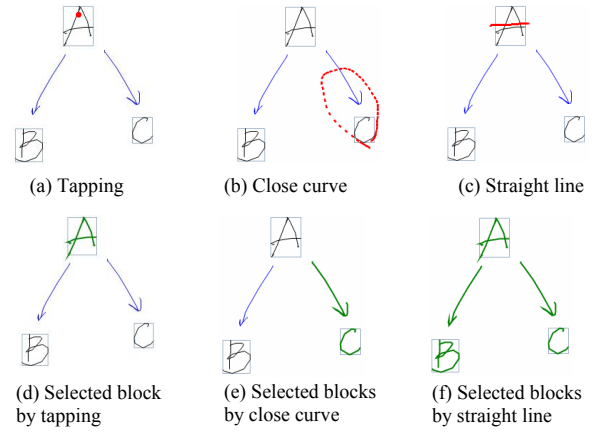 A A A
B C B C B C
(a) Tapping (b) Close curve (c) Straight line
A A A
B C B C B C
(d) Selected block (e) Selected blocks (f) Selected blocks
by tapping by close curve by straight line